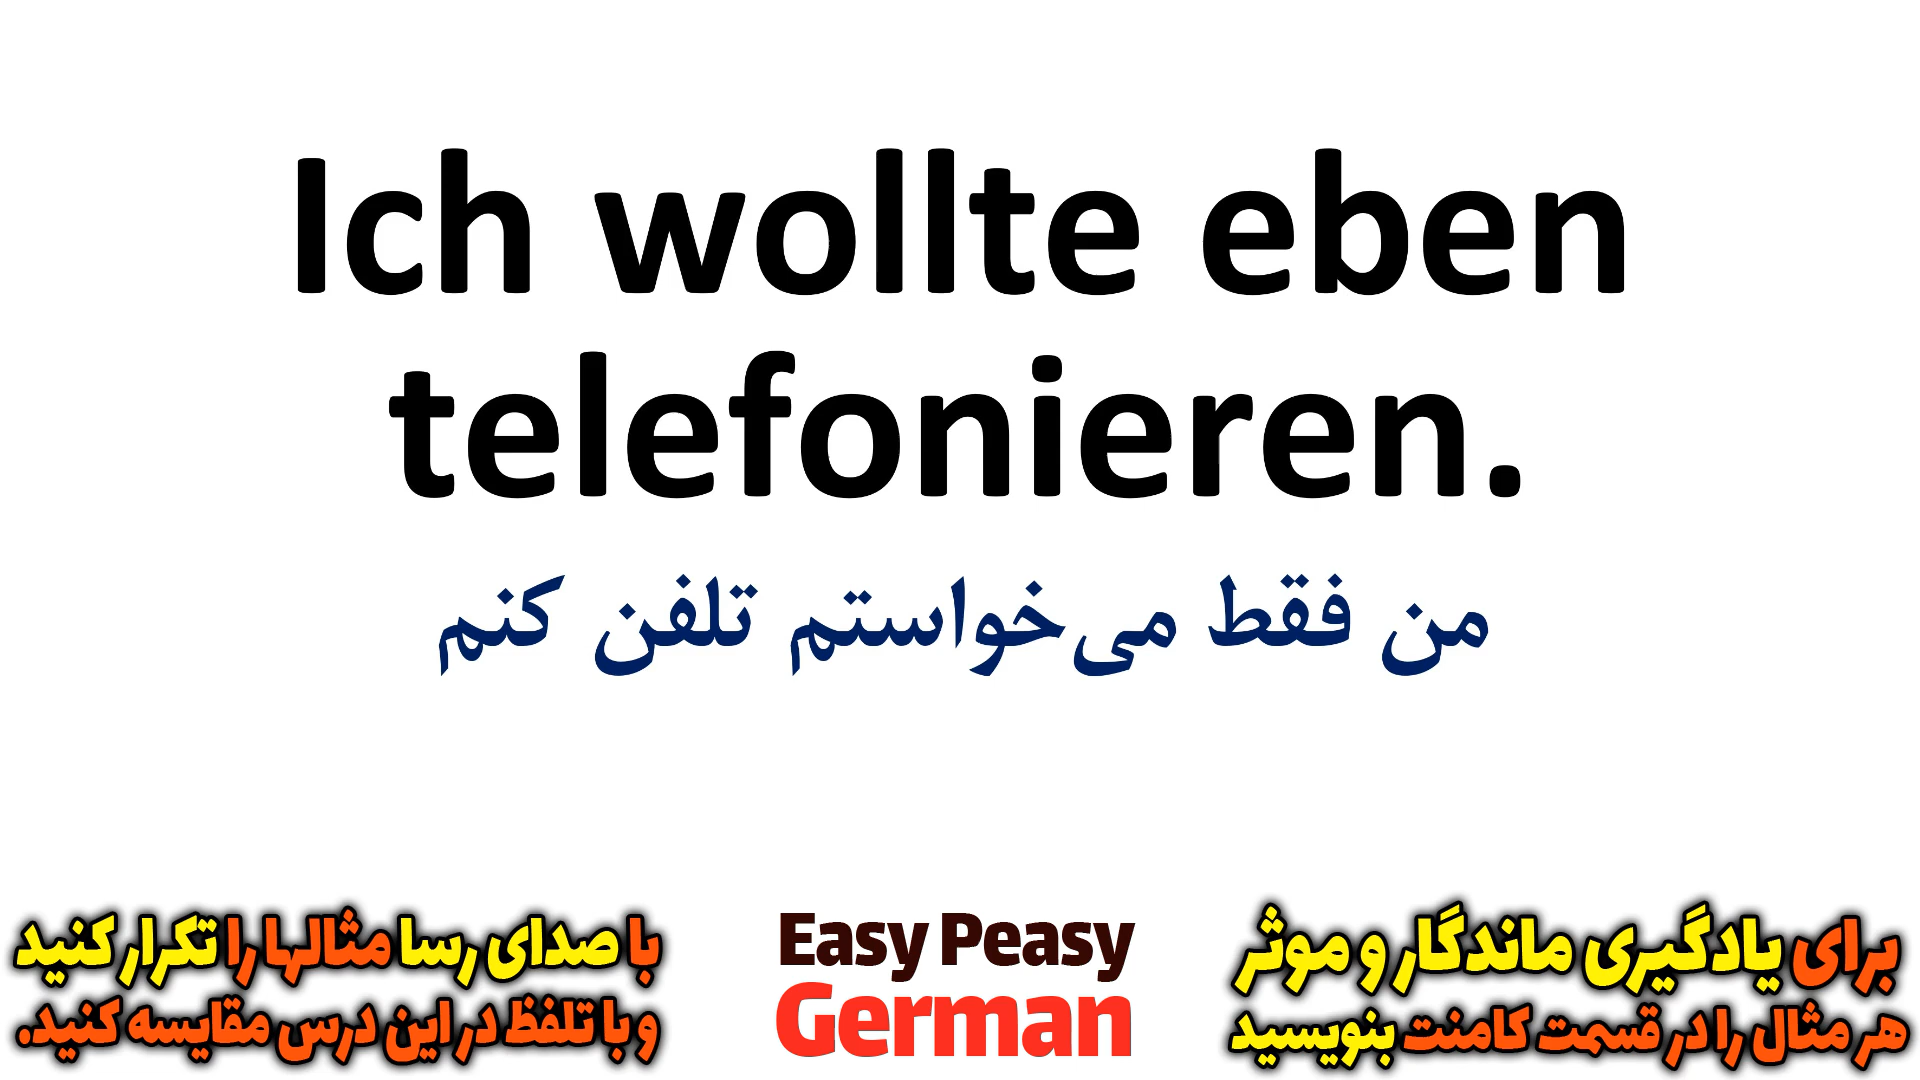 Ich wollte eben
telefonieren.
من فقط می‌خواستم تلفن کنم
برای یادگیری ماندگار و موثر
هر مثال را در قسمت کامنت بنویسید
Easy Peasy
German
با صدای رسا مثالها را تکرار کنید
و با تلفظ در این درس مقایسه کنید.